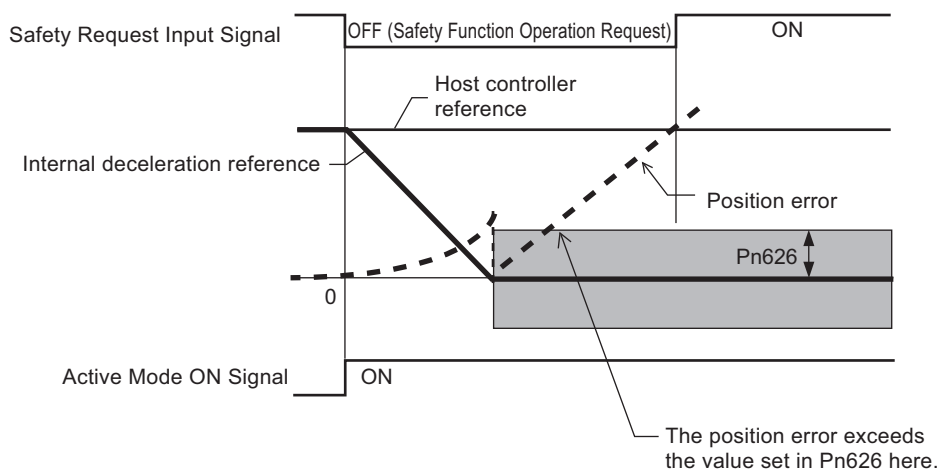 Safety Request Input Signal
OFF (Safety Function Operation Request)
ON
Host controller
reference
Internal deceleration reference
Position error
Pn626
0
Active Mode ON Signal
ON
The position error exceeds
the value set in Pn626 here.